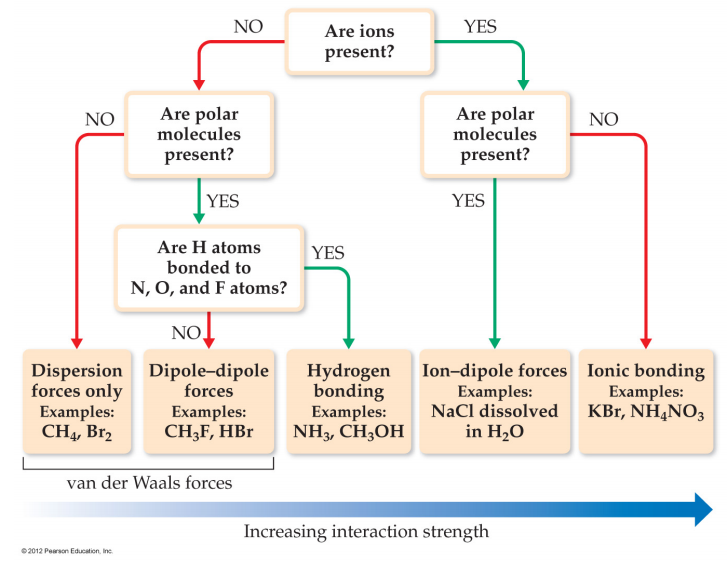 NO
Are ions
present?
YES
NO
Are polar
molecules
present?
Are polar
molecules
present?
NO
YES
YES
Are H atoms
bonded to
N, O, and F atoms?
YES
NO
Dispersion
forces only
Examples:
CH₄, Br₂
Dipole–dipole
forces
Examples:
CH₃F, HBr
Hydrogen
bonding
Examples:
NH₃, CH₃OH
Ion–dipole forces
Examples:
NaCl dissolved
in H₂O
Ionic bonding
Examples:
KBr, NH₄NO₃
van der Waals forces
Increasing interaction strength
© 2012 Pearson Education, Inc.